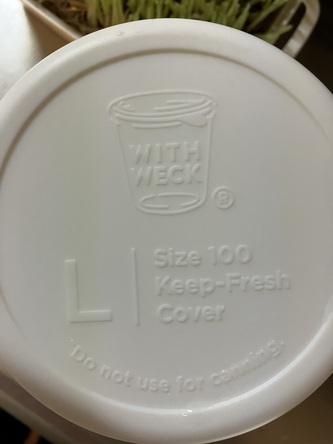 WITH
WECK
®
L
Size 100
Keep-Fresh
Cover
Do not use for canning.